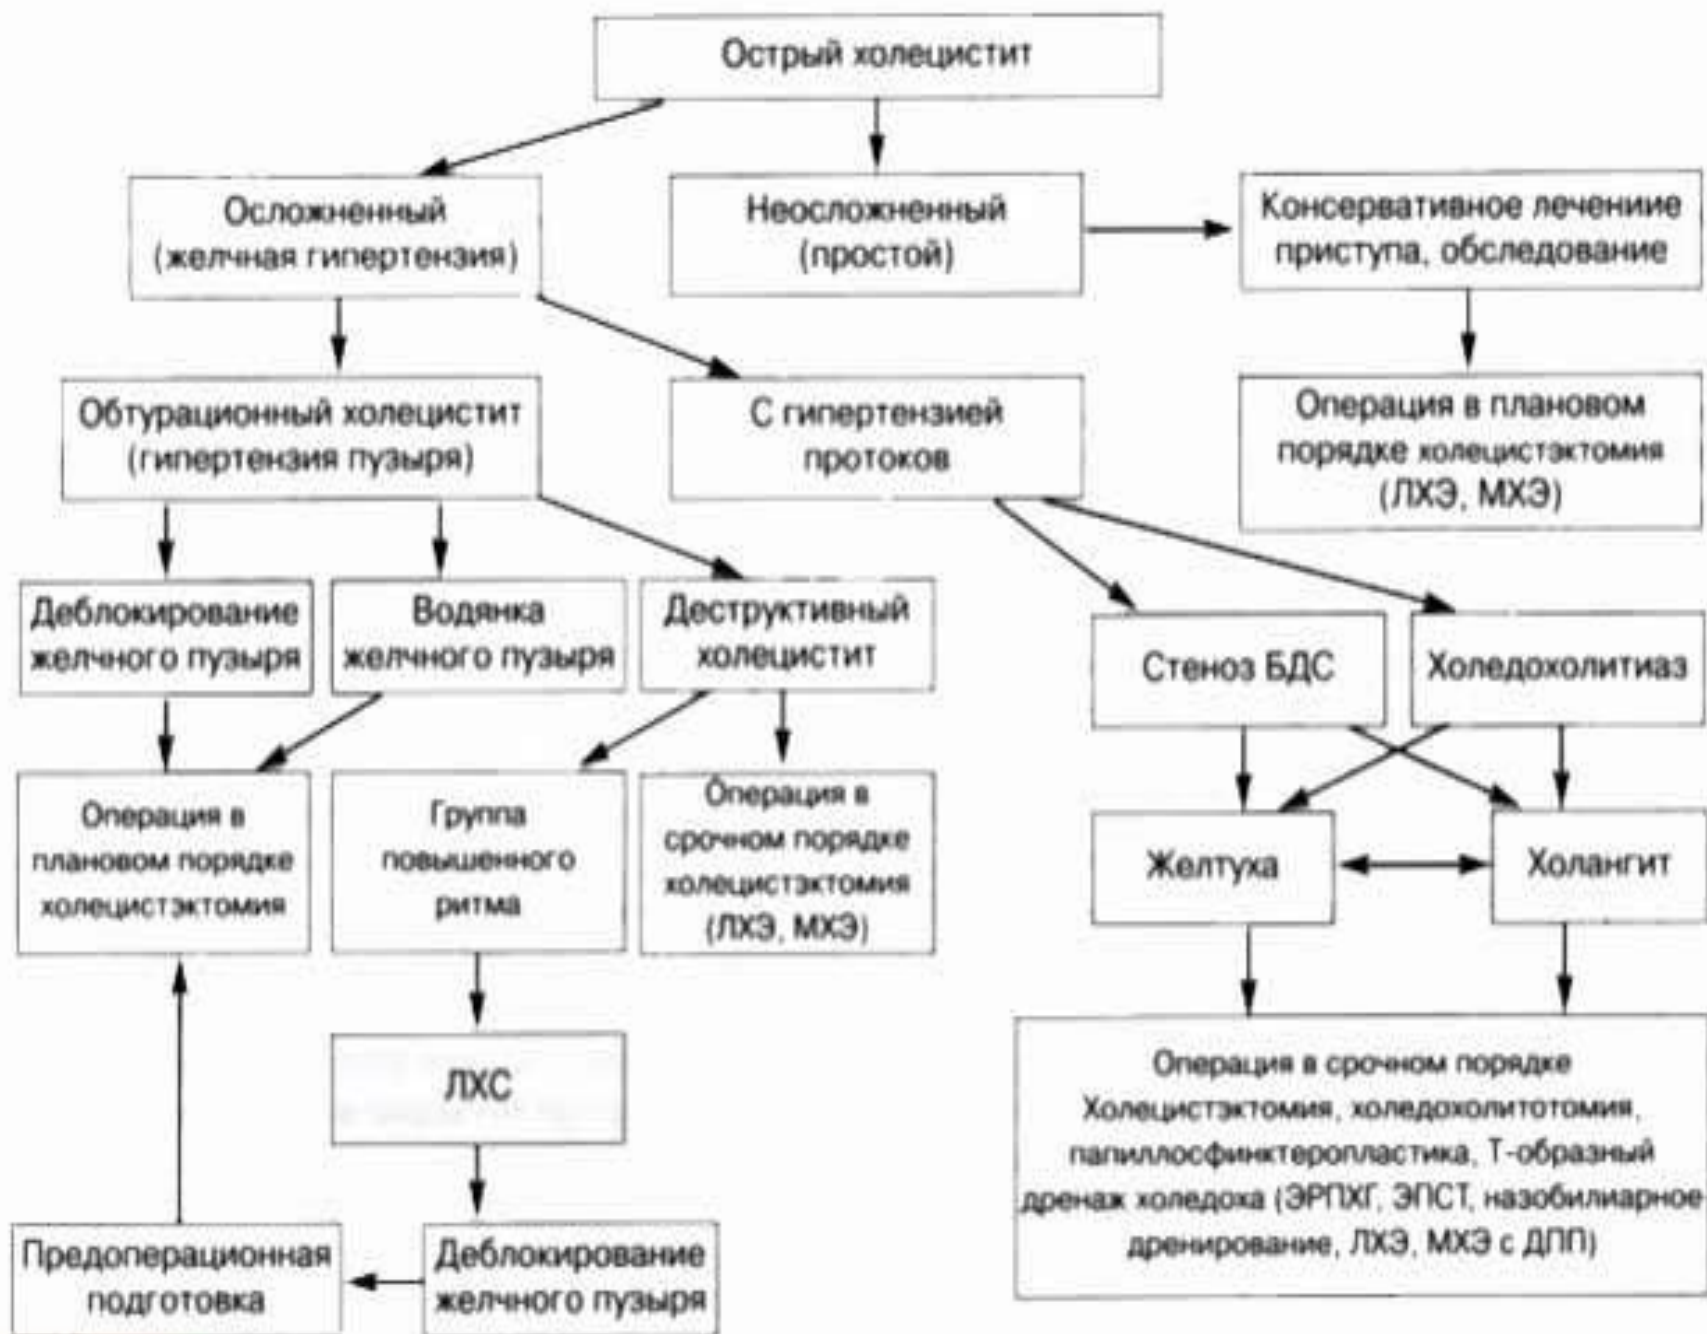 Острый холецистит
Осложненный
(желчная гипертензия)
Неосложненный
(простой)
Консервативное лечениие
приступа, обследование
Обтурационный холецистит
(гипертензия пузыря)
С гипертензией
протоков
Операция в плановом
порядке холецистэктомия
(ЛХЭ, МХЭ)
Деблокирование
желчного пузыря
Водянка
желчного пузыря
Деструктивный
холецистит
Стеноз БДС
Холедохолитиаз
Операция в
плановом порядке
холецистэктомия
Группа
повышенного
ритма
Операция в
срочном порядке
холецистэктомия
(ЛХЭ, МХЭ)
Желтуха
Холангит
ЛХС
Операция в срочном порядке
Холецистэктомия, холедохолитотомия,
папиллосфинктеропластика, Т-образный
дренаж холедоха (ЭРПХГ, ЭПСТ, назобилиарное
дренирование, ЛХЭ, МХЭ с ДПП)
Предоперационная
подготовка
Деблокирование
желчного пузыря